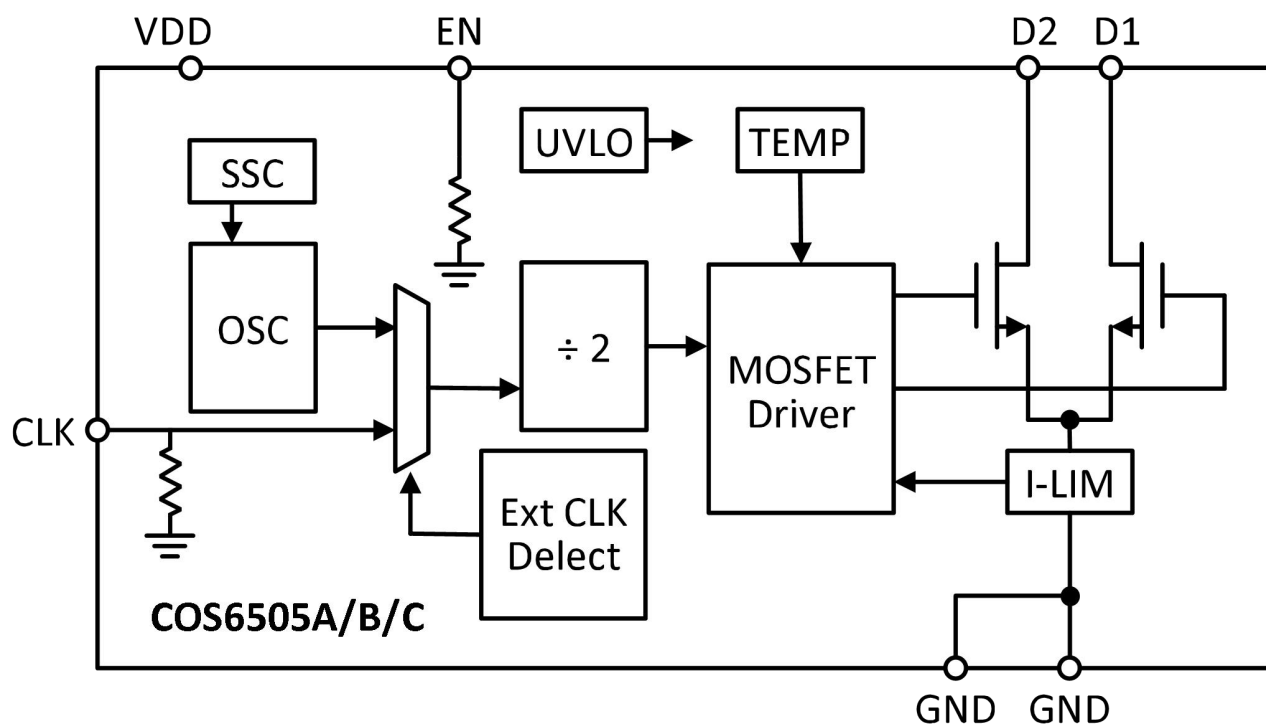 VDD
EN
D2
D1
UVLO
TEMP
SSC
OSC
÷ 2
MOSFET
Driver
CLK
I-LIM
Ext CLK
Delect
COS6505A/B/C
GND
GND